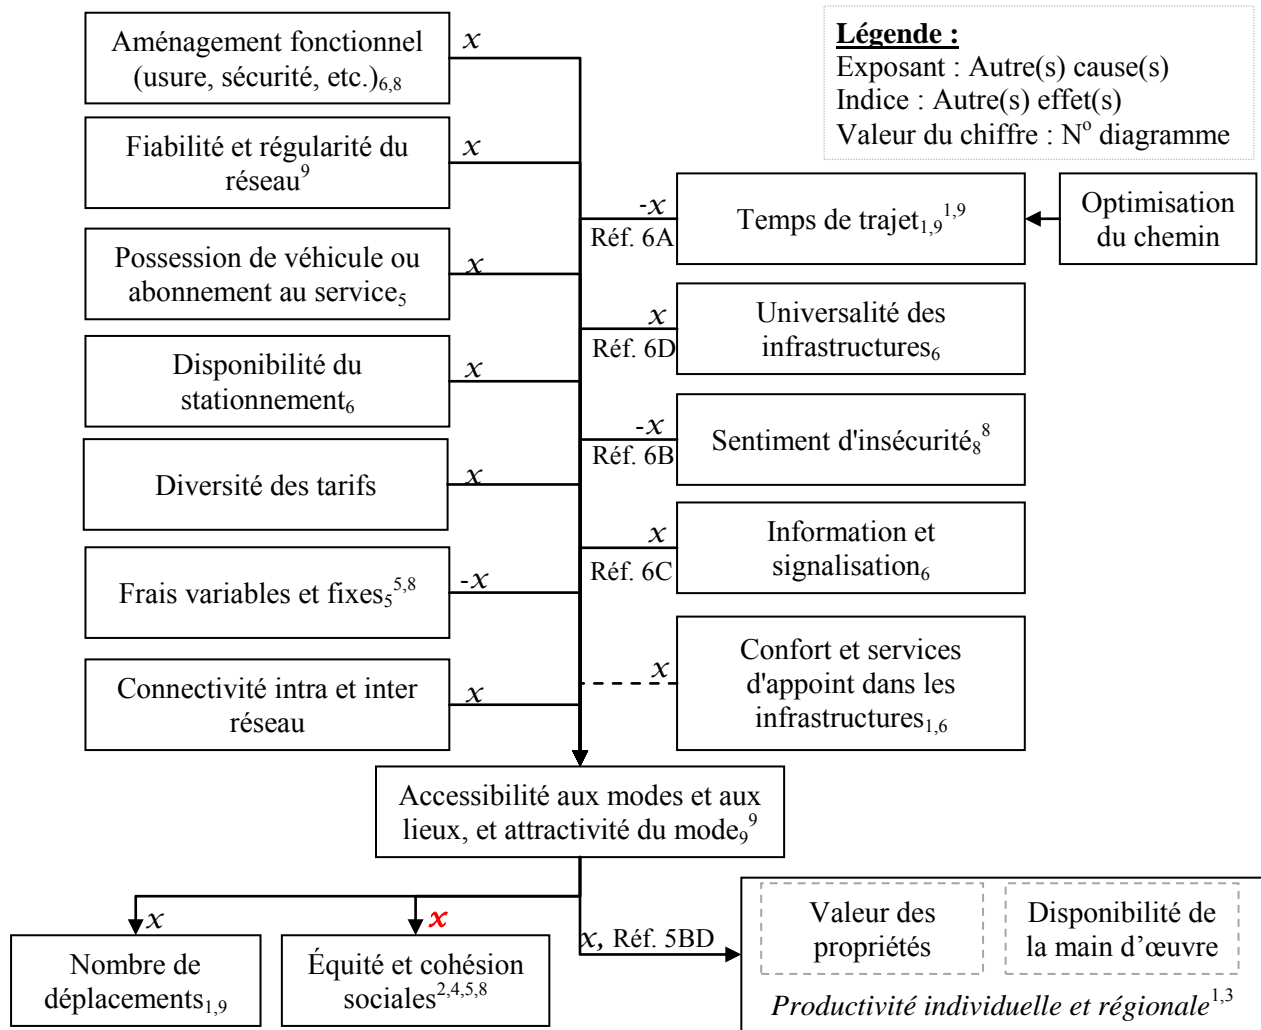 Légende :
Exposant : Autre(s) cause(s)
Indice : Autre(s) effet(s)
Valeur du chiffre : N° diagramme
Aménagement fonctionnel
(usure, sécurité, etc.)6,8
x
Fiabilité et régularité du
réseau9
x
Possession de véhicule ou
abonnement au service5
x
Disponibilité du
stationnement6
x
Diversité des tarifs
x
Frais variables et fixes5 5,8
-x
Connectivité intra et inter
réseau
x
-x
Réf. 6A
Temps de trajet1,9 1,9
Optimisation
du chemin
x
Réf. 6D
Universalité des
infrastructures6
-x
Réf. 6B
Sentiment d'insécurité8 8
x
Réf. 6C
Information et
signalisation6
x
Confort et services
d'appoint dans les
infrastructures1,6
Accessibilité aux modes et aux
lieux, et attractivité du mode9 9
x
Nombre de
déplacements1,9
x
Équité et cohésion
sociales2,4,5,8
x, Réf. 5BD
Valeur des
propriétés
Disponibilité de
la main d'œuvre
Productivité individuelle et régionale1,3